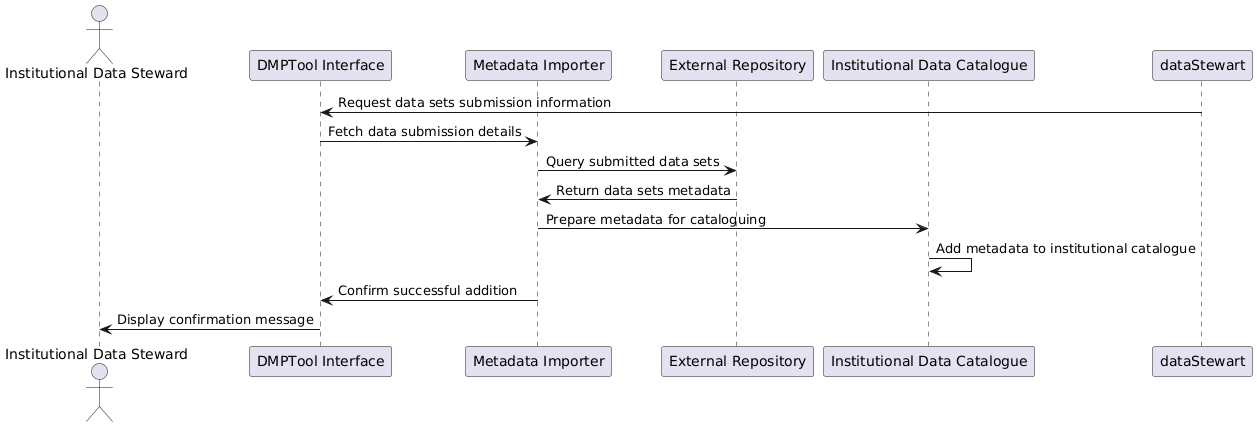 Institutional Data Steward
DMPTool Interface
Metadata Importer
External Repository
Institutional Data Catalogue
dataStewart
Request data sets submission information
Fetch data submission details
Query submitted data sets
Return data sets metadata
Prepare metadata for cataloguing
Add metadata to institutional catalogue
Confirm successful addition
Display confirmation message
Institutional Data Steward
DMPTool Interface
Metadata Importer
External Repository
Institutional Data Catalogue
dataStewart